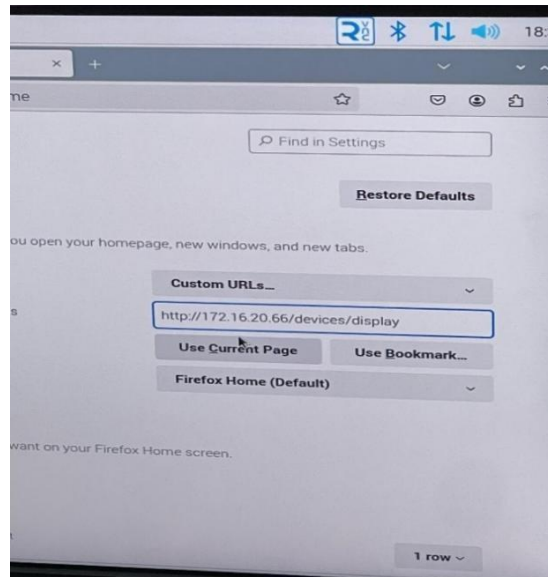 18:
ne
Find in Settings
Restore Defaults
ou open your homepage, new windows, and new tabs.
Custom URLs...
s
http://172.16.20.66/devices/display
Use Current Page Use Bookmark...
Firefox Home (Default)
want on your Firefox Home screen.
1 row